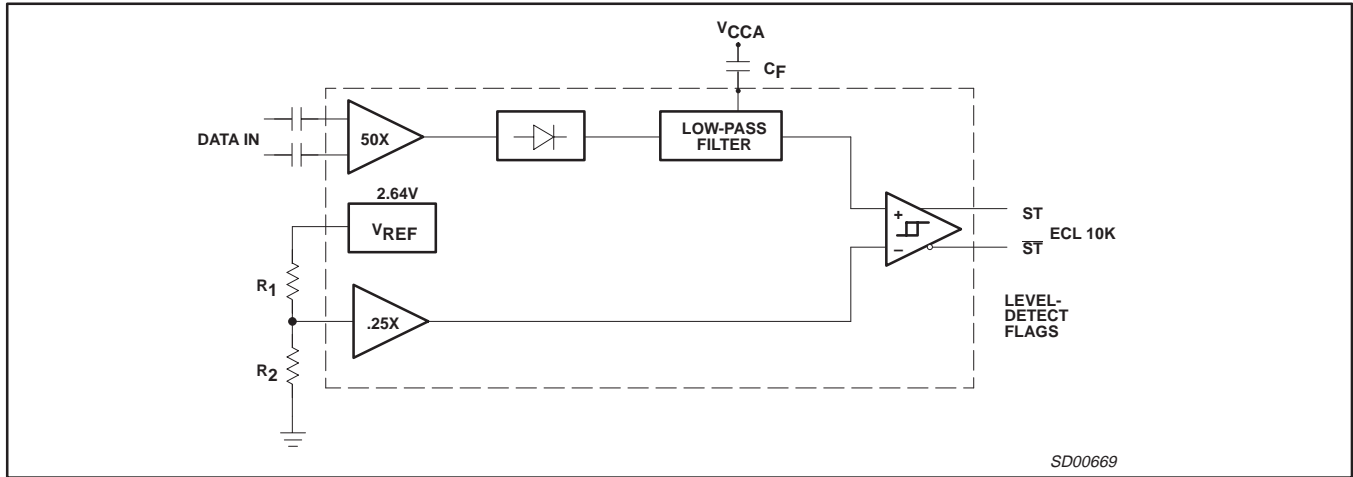 VCCA
CF
DATA IN
50X
LOW-PASS
FILTER
2.64V
VREF
+
−
ST
ST ECL 10K
R1
.25X
R2
LEVEL-
DETECT
FLAGS
SD00669